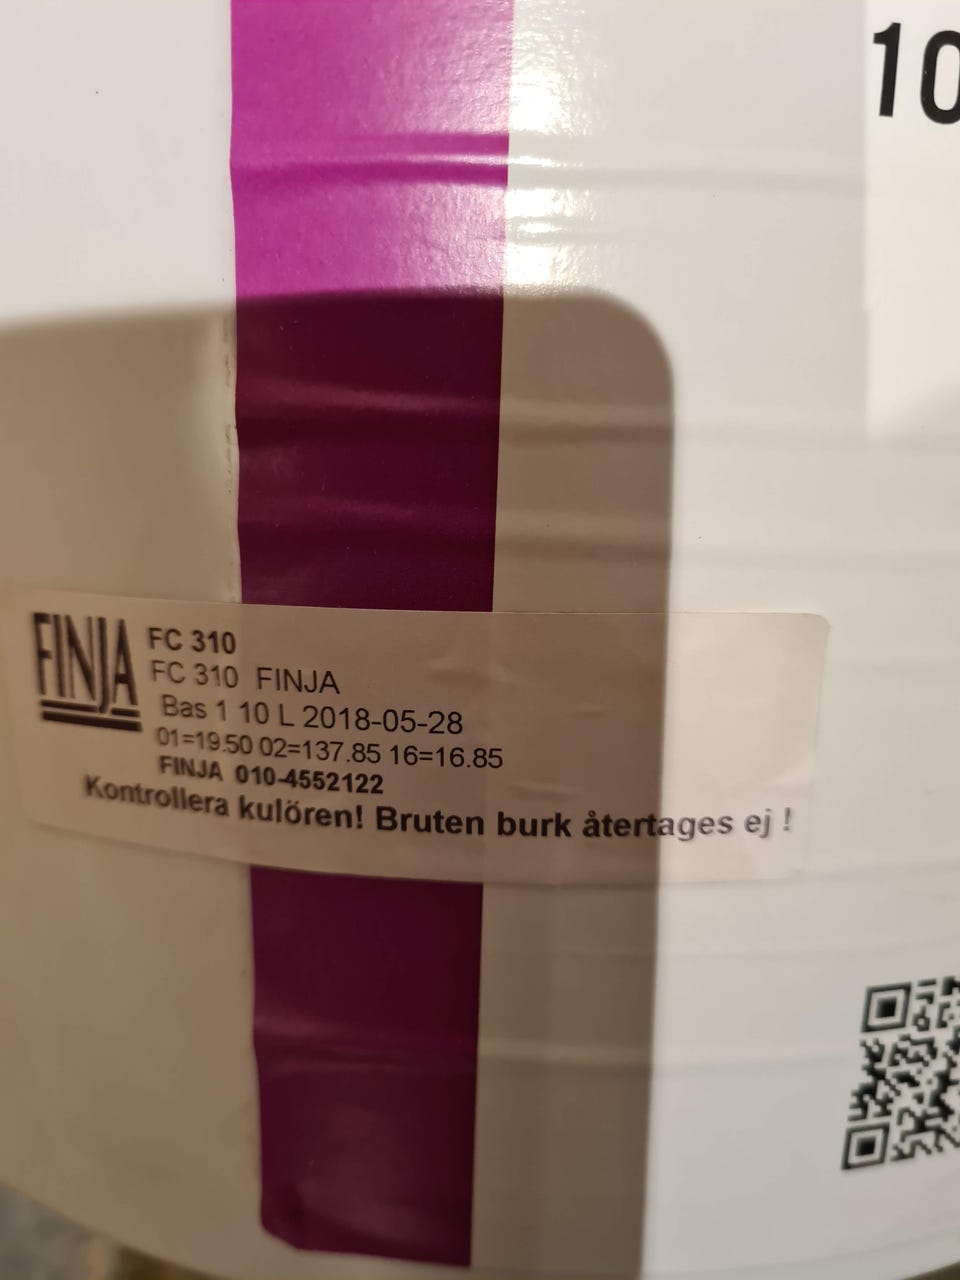 10
FINJA
FC 310
FC 310 FINJA
Bas 1 10 L 2018-05-28
01=19.50 02=137.85 16=16.85
FINJA 010-4552122
Kontrollera kulören! Bruten burk återtages ej !